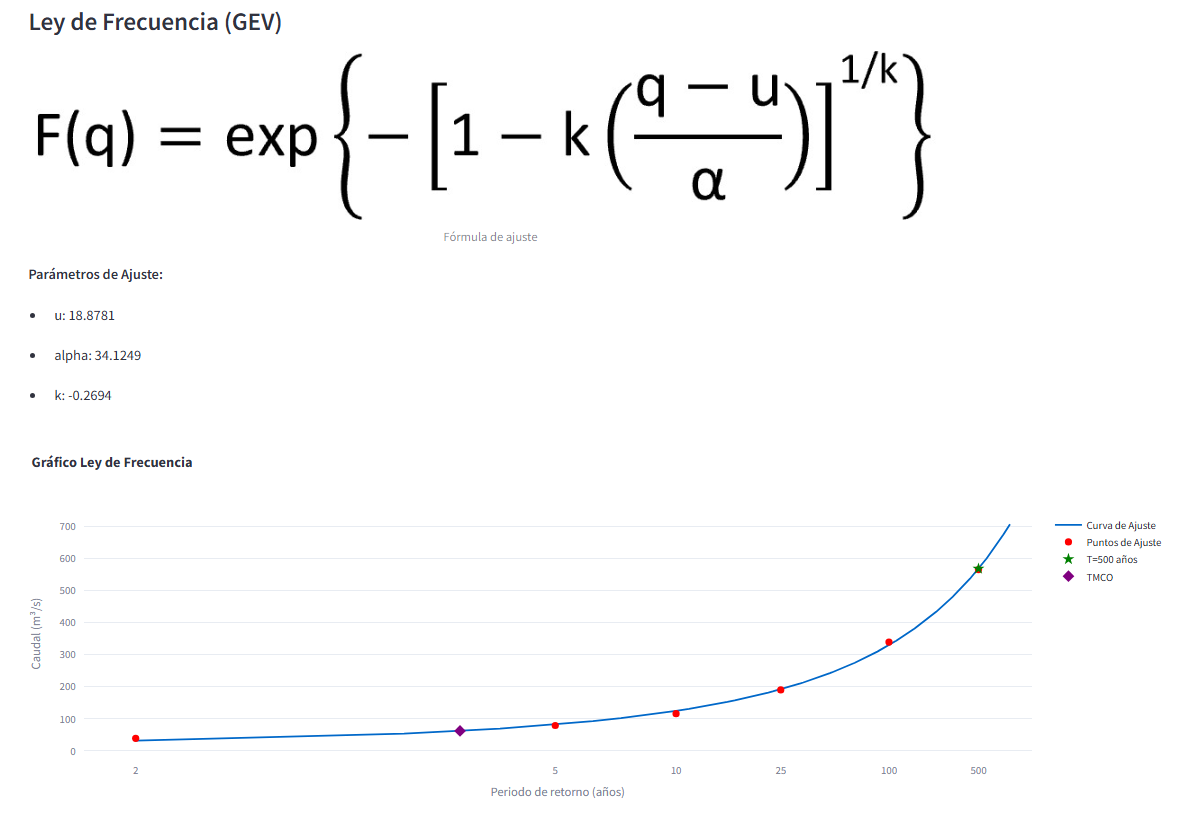 Ley de Frecuencia (GEV)
F(q) = exp{−[1 − k((q − u)/α)]^1/k}
Fórmula de ajuste
Parámetros de Ajuste:
• u: 18.8781
• alpha: 34.1249
• k: -0.2694
Gráfico Ley de Frecuencia
700
600
500
400
300
200
100
0
Caudal (m³/s)
2 5 10 25 100 500
Periodo de retorno (años)
Curva de Ajuste
Puntos de Ajuste
T=500 años
TMCO